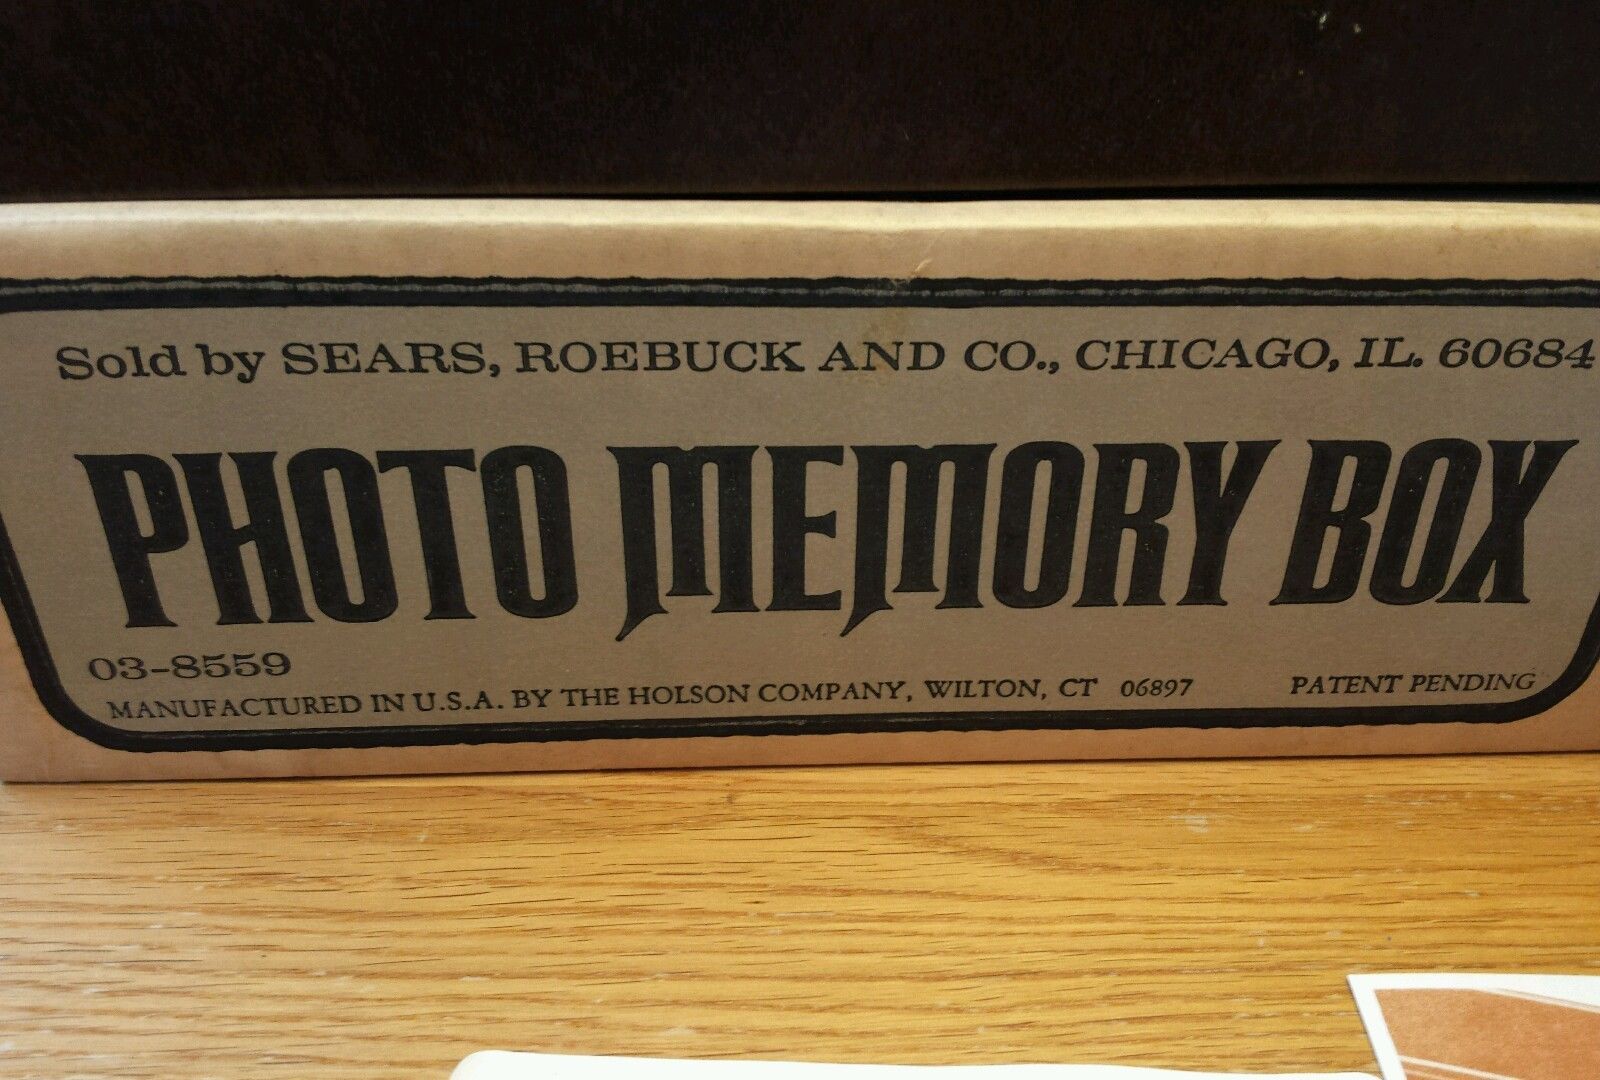 Sold by SEARS, ROEBUCK AND CO., CHICAGO, IL. 60684
PHOTO MEMORY BOX
03-8559
MANUFACTURED IN U.S.A. BY THE HOLSON COMPANY, WILTON, CT 06897 PATENT PENDING